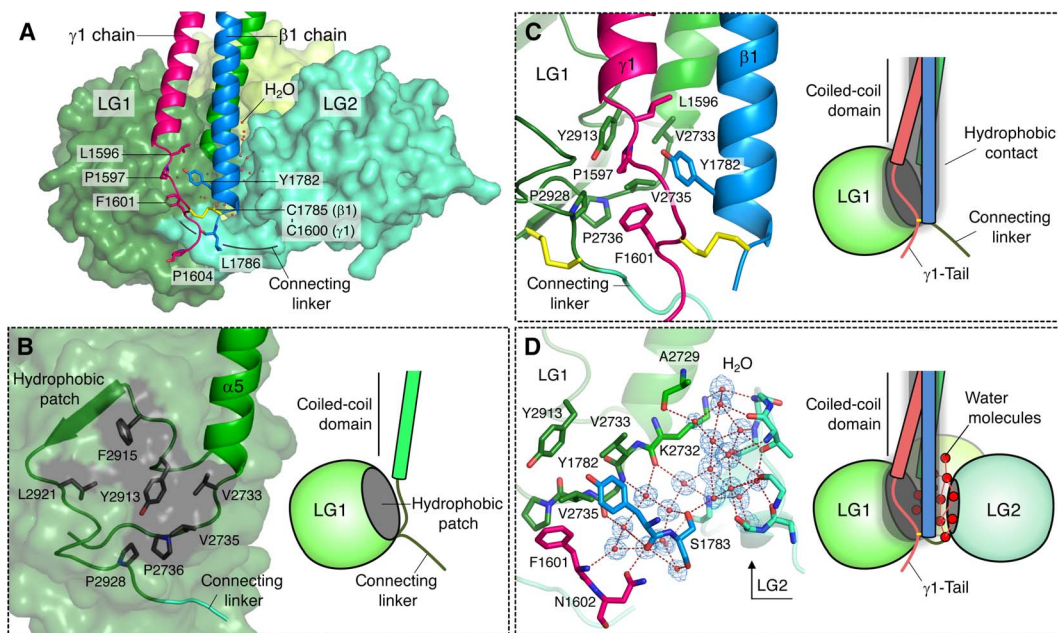 A
γ1 chain
β1 chain
H₂O
LG1
LG2
L1596
P1597
F1601
Y1782
C1785 (β1)
C1600 (γ1)
L1786
P1604
Connecting
linker
B
Hydrophobic
patch
α5
F2915
L2921
Y2913
V2733
V2735
P2736
P2928
Connecting
linker
Coiled-coil
domain
LG1
Hydrophobic
patch
Connecting
linker
C
LG1
γ1
β1
L1596
Y2913
V2733
P1597
Y1782
P2928
V2735
P2736
F1601
Connecting
linker
Coiled-coil
domain
Hydrophobic
contact
LG1
Connecting
linker
γ1-Tail
D
LG1
A2729
H₂O
Y2913
V2733
K2732
Y1782
V2735
S1783
F1601
N1602
LG2
Coiled-coil
domain
Water
molecules
LG1
LG2
γ1-Tail